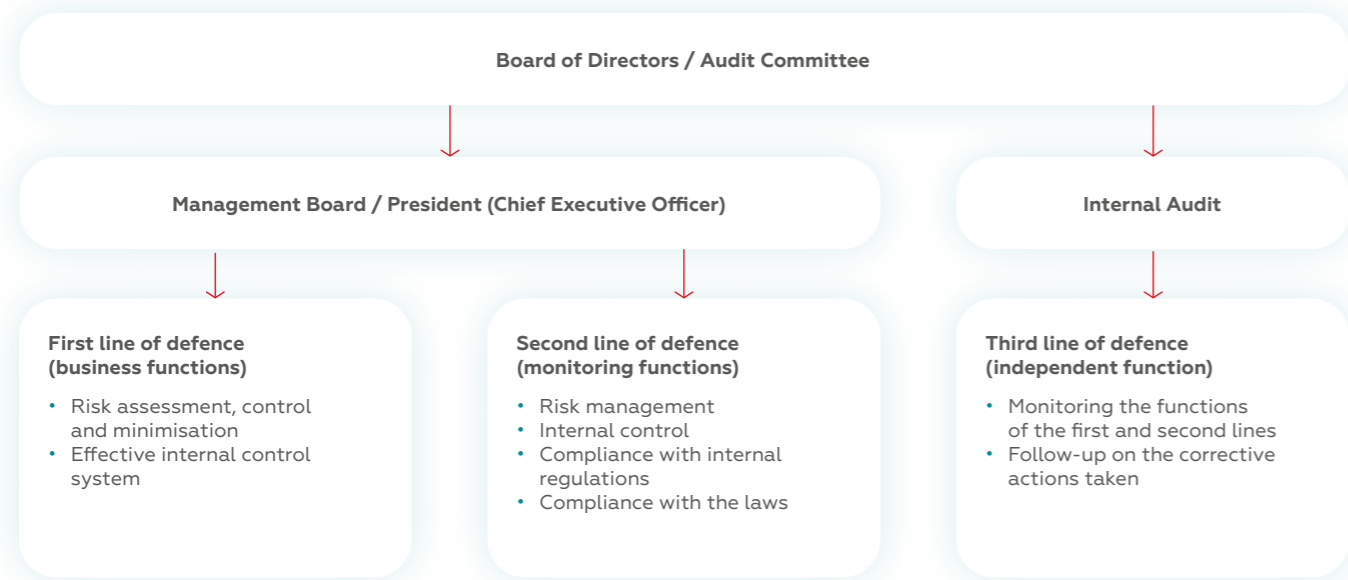 Board of Directors / Audit Committee
Management Board / President (Chief Executive Officer)
Internal Audit
First line of defence
(business functions)
• Risk assessment, control
and minimisation
• Effective internal control
system
Second line of defence
(monitoring functions)
• Risk management
• Internal control
• Compliance with internal
regulations
• Compliance with the laws
Third line of defence
(independent function)
• Monitoring the functions
of the first and second lines
• Follow-up on the corrective
actions taken